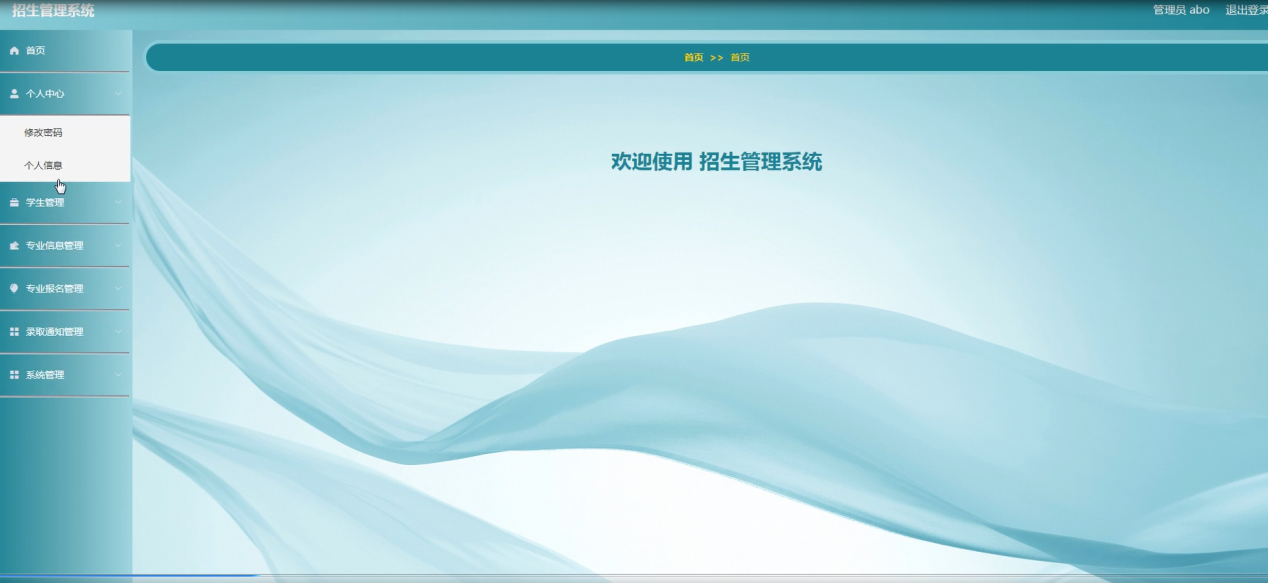 招生管理系统
管理员 abo 退出登录
首页
首页 >> 首页
个人中心
修改密码
欢迎使用 招生管理系统
个人信息
学生管理
专业信息管理
专业报名管理
录取通知管理
系统管理